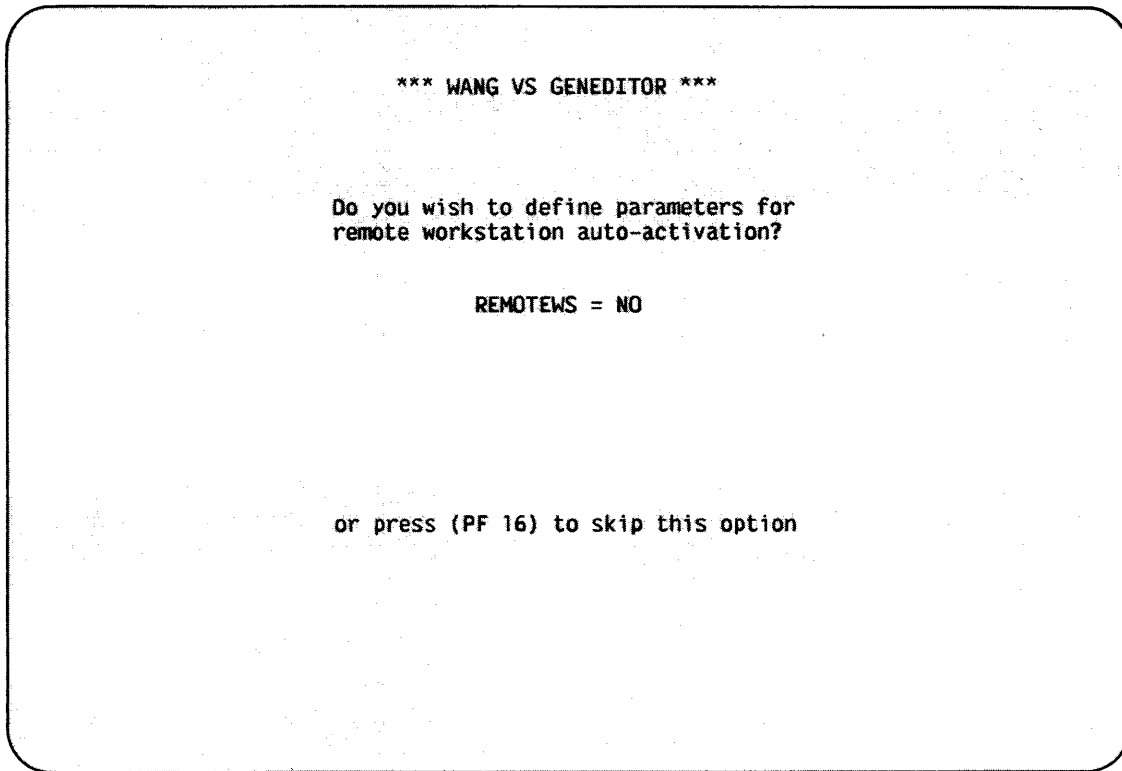 *** WANG VS GENEDITOR ***
Do you wish to define parameters for
remote workstation auto-activation?
REMOTEWS = NO
or press (PF 16) to skip this option